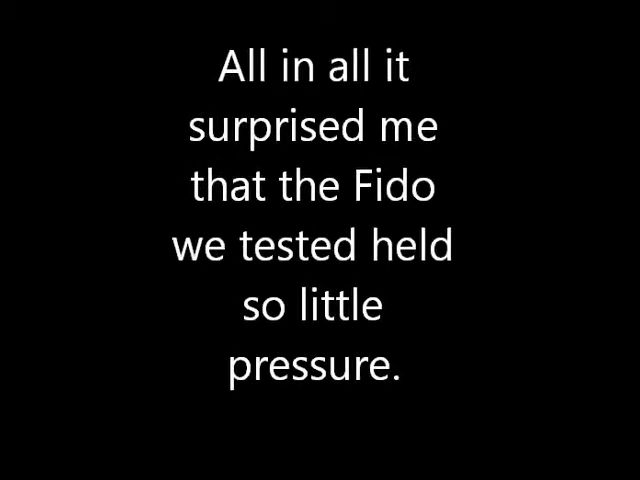 All in all it
surprised me
that the Fido
we tested held
so little
pressure.